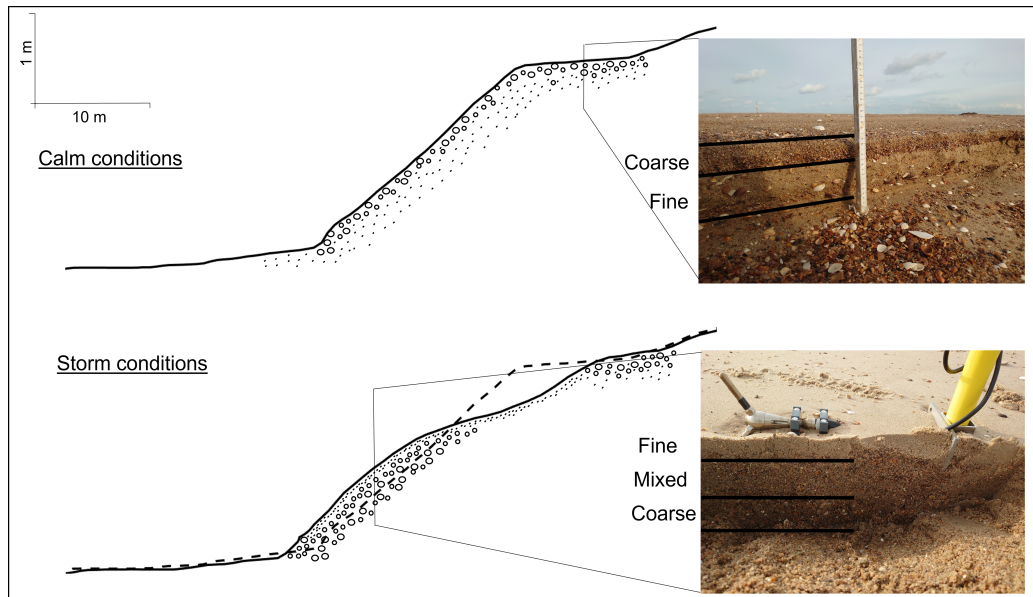 1 m
10 m
Calm conditions
Coarse
Fine
Storm conditions
Fine
Mixed
Coarse